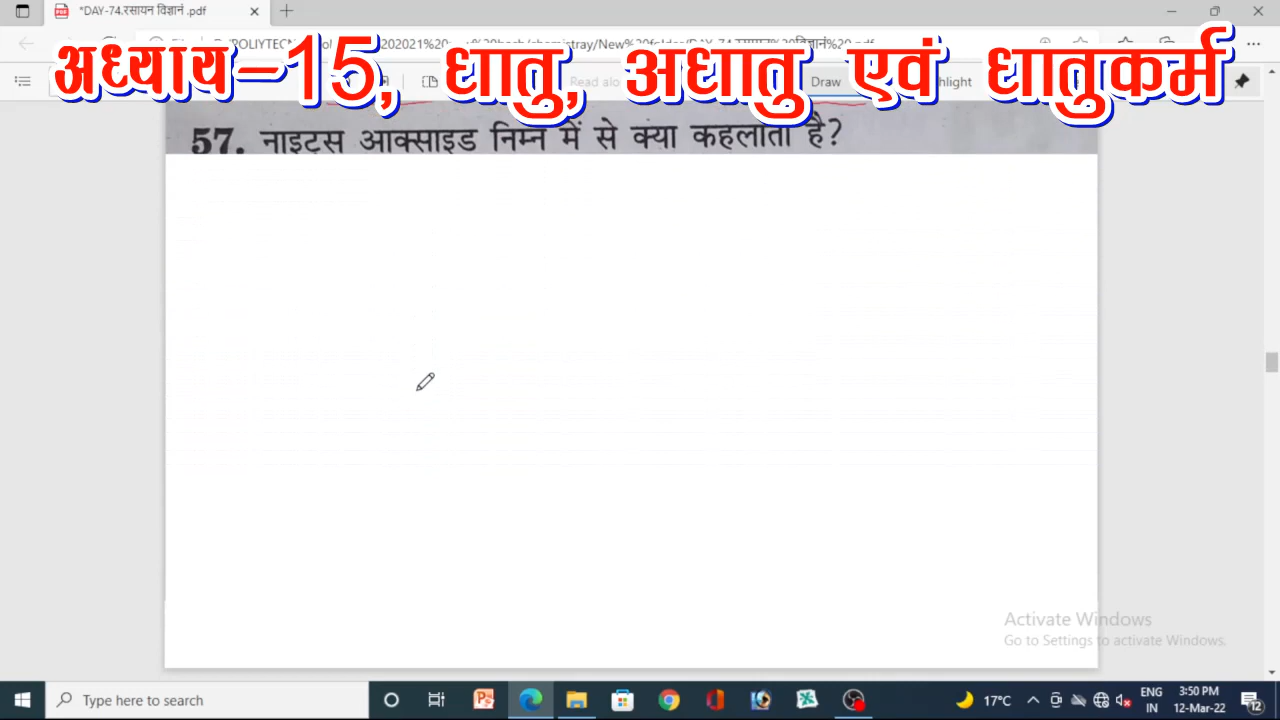 *DAY-74.रसायन विज्ञानं .pdf
अध्याय-15, धातु, अधातु एवं धातुकर्म
Draw
57. नाइट्स आक्साइड निम्न में से क्या कहलाता है?
Activate Windows
Go to Settings to activate Windows.
Type here to search
17°C
ENG
IN
3:50 PM
12-Mar-22
12